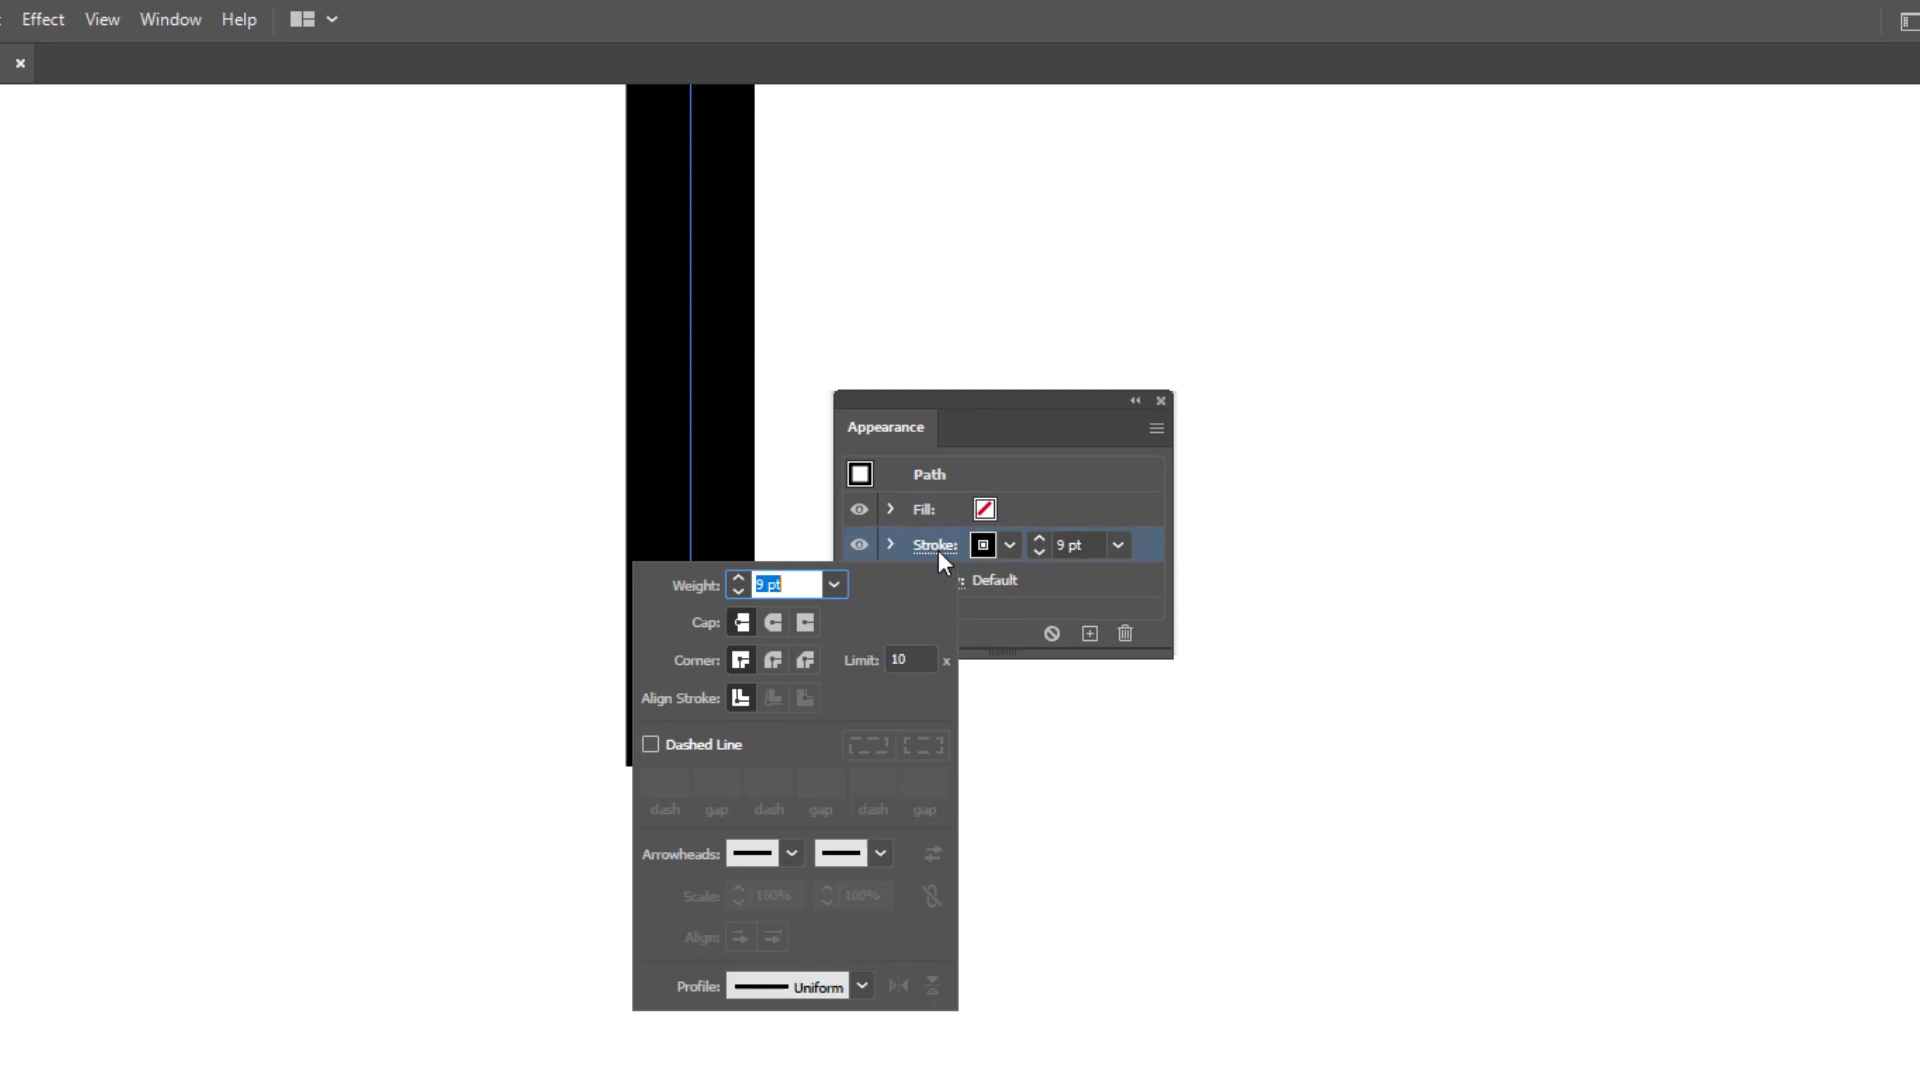 Effect View Window Help
Appearance
Path
Fill:
Stroke: 9 pt
Default
Weight: 9 pt
Cap:
Corner: Limit: 10 x
Align Stroke:
Dashed Line
dash gap dash gap dash gap
Arrowheads:
Scale: 100% 100%
Align:
Profile: Uniform